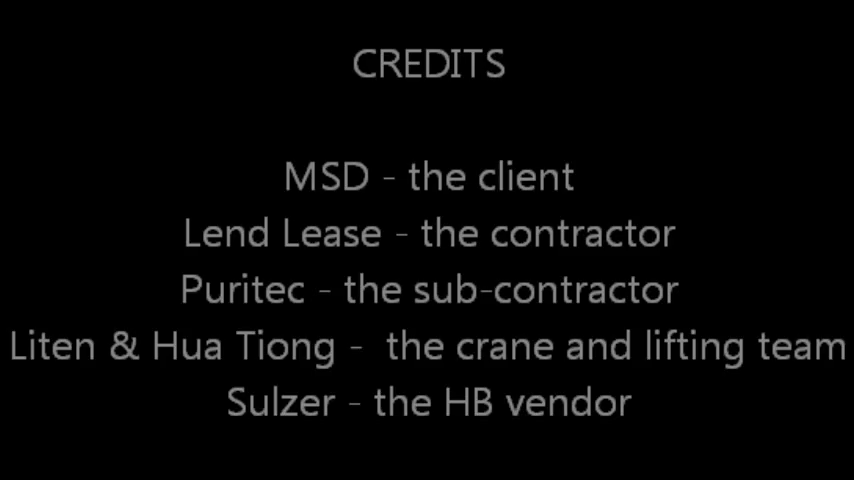 CREDITS
MSD - the client
Lend Lease - the contractor
Puritec - the sub-contractor
Liten & Hua Tiong -  the crane and lifting team
Sulzer - the HB vendor